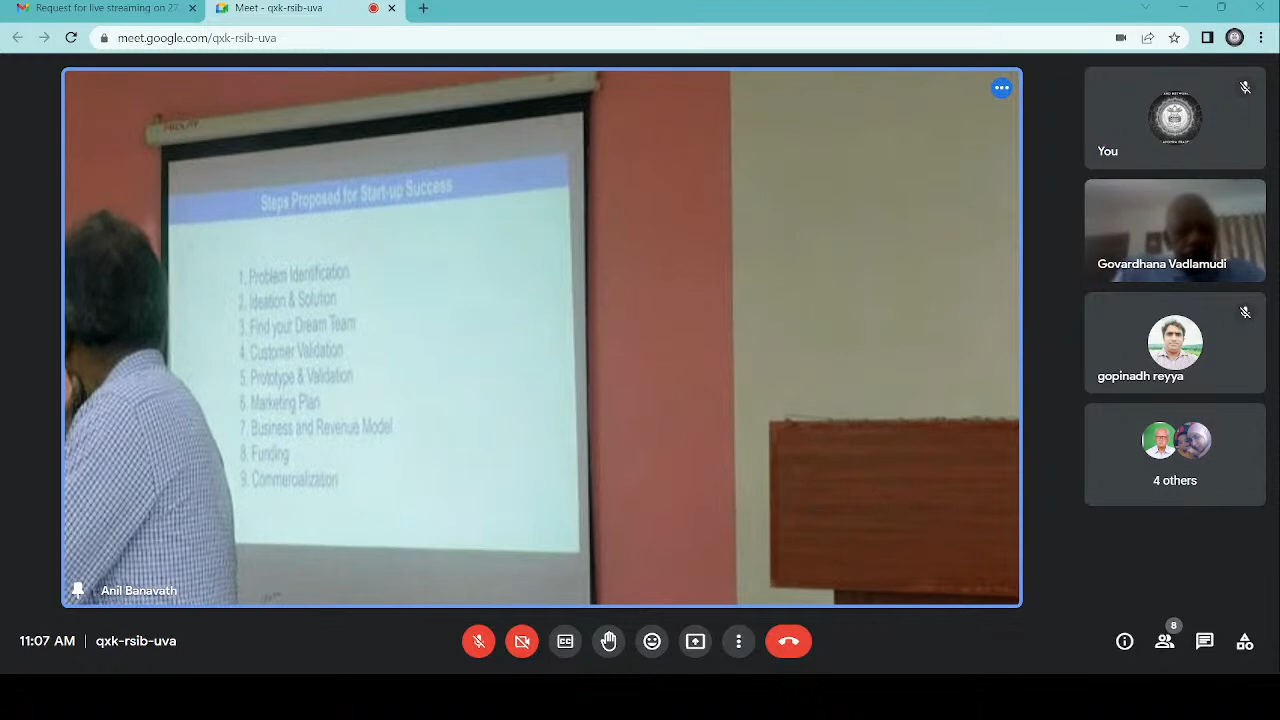 Request for live streaming on 27
Meet - qxk-rsib-uva
meet.google.com/qxk-rsib-uva
Steps Proposed for Start-up Success
1. Problem Identification
2. Ideation & Solution
3. Find your Dream Team
4. Customer Validation
5. Prototype & Validation
6. Marketing Plan
7. Business and Revenue Model
8. Funding
9. Commercialization
Anil Banavath
You
Govardhana Vadlamudi
gopinadh reyya
4 others
11:07 AM | qxk-rsib-uva
8